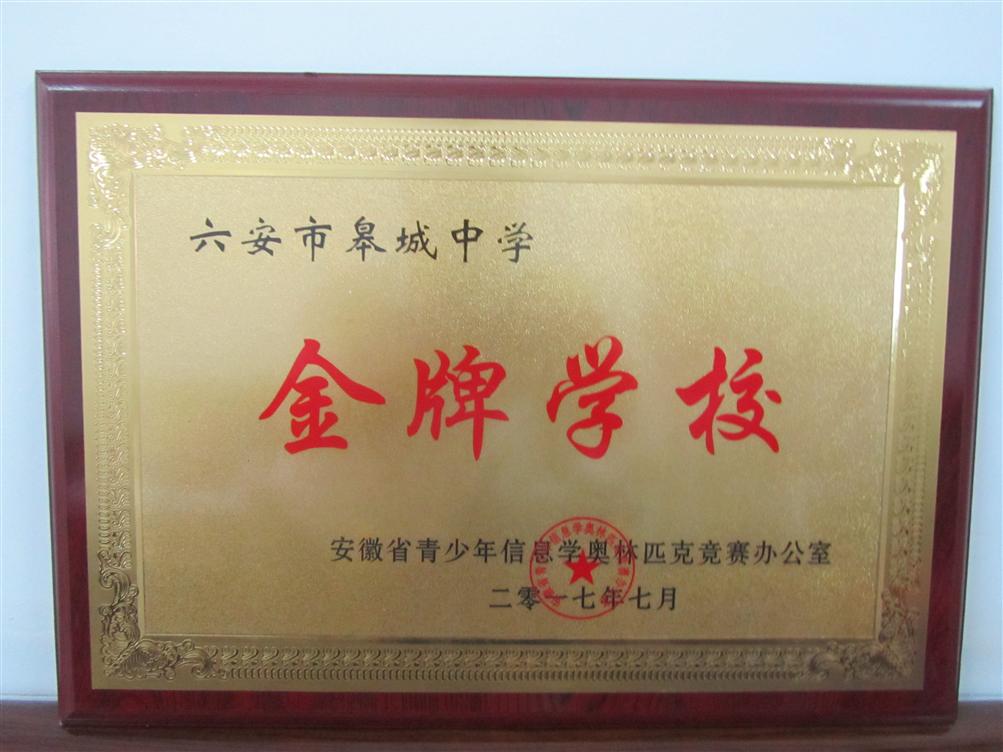 六安市皋城中学
金牌学校
安徽省青少年信息学奥林匹克竞赛办公室
二零一七年七月